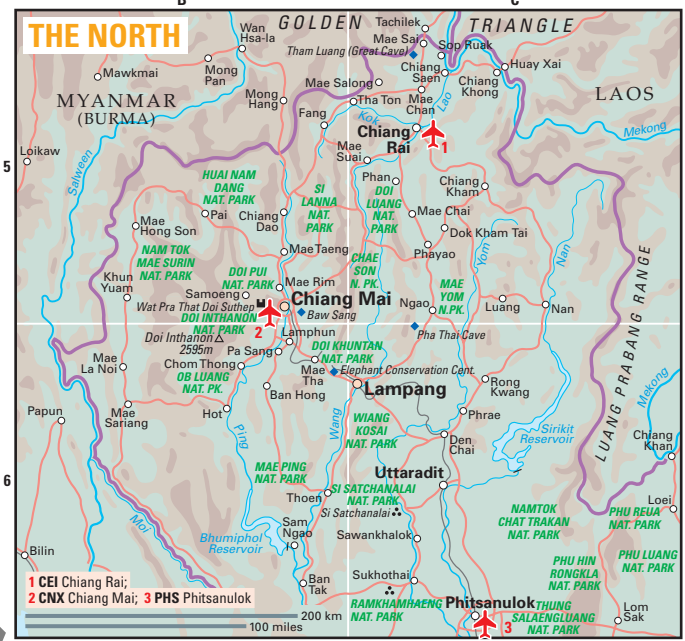 B
C
THE NORTH
GOLDEN
TRIANGLE
Wan
Hsa-la
Tachilek
Mae Sai
Tham Luang (Great Cave)
Sop Ruak
Mawkmai
Mong
Pan
Mae Salong
Chiang
Saen
Huay Xai
Chiang
Khong
MYANMAR
(BURMA)
Mong
Hang
Tha Ton
Mae
Chan
Lao
LAOS
Fang
Kok
Chiang
Rai
1
Mekong
Loikaw
Salween
Mae
Suai
5
HUAI NAM
DANG
NAT. PARK
SI
LANNA
NAT.
PARK
Phan
DOI
LUANG
NAT.
PARK
Chiang
Kham
Pai
Chiang
Dao
Mae Chai
Mae
Hong Son
Dok Kham Tai
Yom
Nan
NAM TOK
MAE SURIN
NAT. PARK
Mae Taeng
CHAE
SON
N. PK.
Phayao
Khun
Yuam
DOI PUI
NAT. PARK
Mae Rim
MAE
YOM
N.PK.
Samoeng
Chiang Mai
Ngao
Luang
Nan
Wat Pra That Doi Suthep
Baw Sang
DOI INTHANON
NAT. PARK
2
Pha Thai Cave
Doi Inthanon
2595m
Lamphun
Pa Sang
DOI KHUNTAN
NAT. PARK
LUANG PRABANG RANGE
Mae
La Noi
Chom Thong
OB LUANG
NAT. PK.
Mae
Tha
Elephant Conservation Cent.
Mekong
Ban Hong
Lampang
Rong
Kwang
Papun
Mae
Sariang
Hot
Wang
WIANG
KOSAI
NAT. PARK
Phrae
Sirikit
Reservoir
Ping
Den
Chai
Chiang
Khan
MAE PING
NAT. PARK
Uttaradit
6
Thoen
SI SATCHANALAI
NAT. PARK
Si Satchanalai
Loei
Moi
Bhumiphol
Reservoir
Sam
Ngao
Sawankhalok
NAMTOK
CHAT TRAKAN
NAT. PARK
PHU REUA
NAT. PARK
Bilin
PHU HIN
RONGKLA
NAT. PARK
PHU LUANG
NAT. PARK
Ban
Tak
Sukhothai
1 CEI Chiang Rai;
2 CNX Chiang Mai; 3 PHS Phitsanulok
RAMKHAMHAENG
NAT. PARK
Phitsanulok
3
THUNG
SALAENGLUANG
NAT. PARK
Lom
Sak
200 km
100 miles